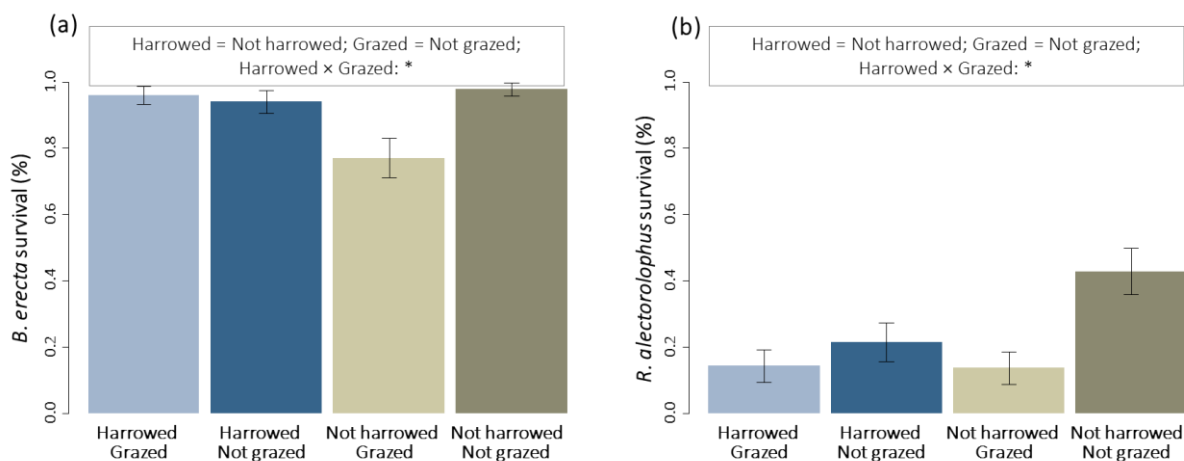 (a)
Harrowed = Not harrowed; Grazed = Not grazed;
Harrowed × Grazed: *
B. erecta survival (%)
1.0
0.8
0.6
0.4
0.2
0.0
Harrowed Grazed
Harrowed Not grazed
Not harrowed Grazed
Not harrowed Not grazed
(b)
Harrowed = Not harrowed; Grazed = Not grazed;
Harrowed × Grazed: *
R. alectorolophus survival (%)
1.0
0.8
0.6
0.4
0.2
0.0
Harrowed Grazed
Harrowed Not grazed
Not harrowed Grazed
Not harrowed Not grazed